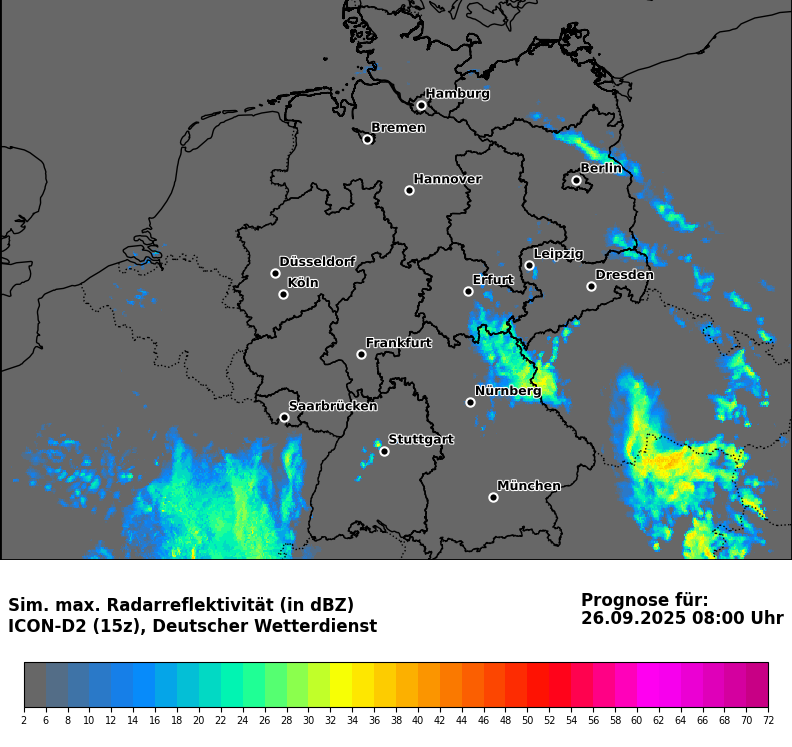 Hamburg
Bremen
Berlin
Hannover
Leipzig
Düsseldorf
Dresden
Köln
Erfurt
Frankfurt
Nürnberg
Saarbrücken
Stuttgart
München
Sim. max. Radarreflektivität (in dBZ)
ICON-D2 (15z), Deutscher Wetterdienst
Prognose für:
26.09.2025 08:00 Uhr
2 6 8 10 12 14 16 18 20 22 24 26 28 30 32 34 36 38 40 42 44 46 48 50 52 54 56 58 60 62 64 66 68 70 72